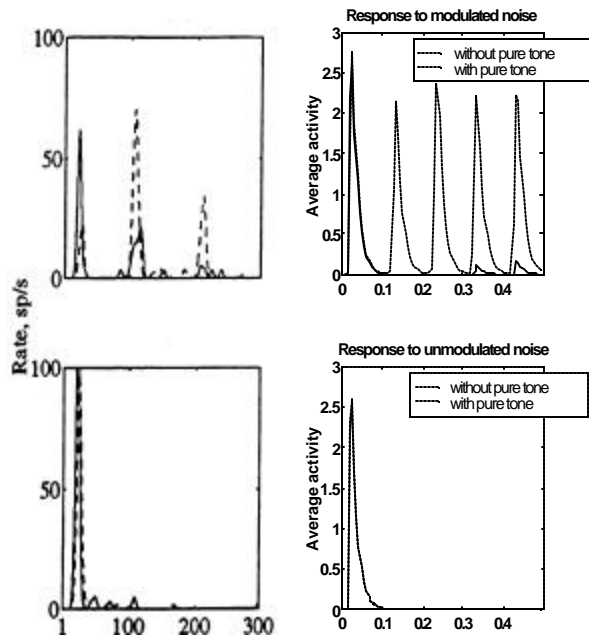 100
50
0
Rate, sp/s
100
50
0
1 100 200 300
Response to modulated noise
without pure tone
with pure tone
Average activity
3
2.5
2
1.5
1
0.5
0
0 0.1 0.2 0.3 0.4
Response to unmodulated noise
without pure tone
with pure tone
Average activity
3
2.5
2
1.5
1
0.5
0
0 0.1 0.2 0.3 0.4